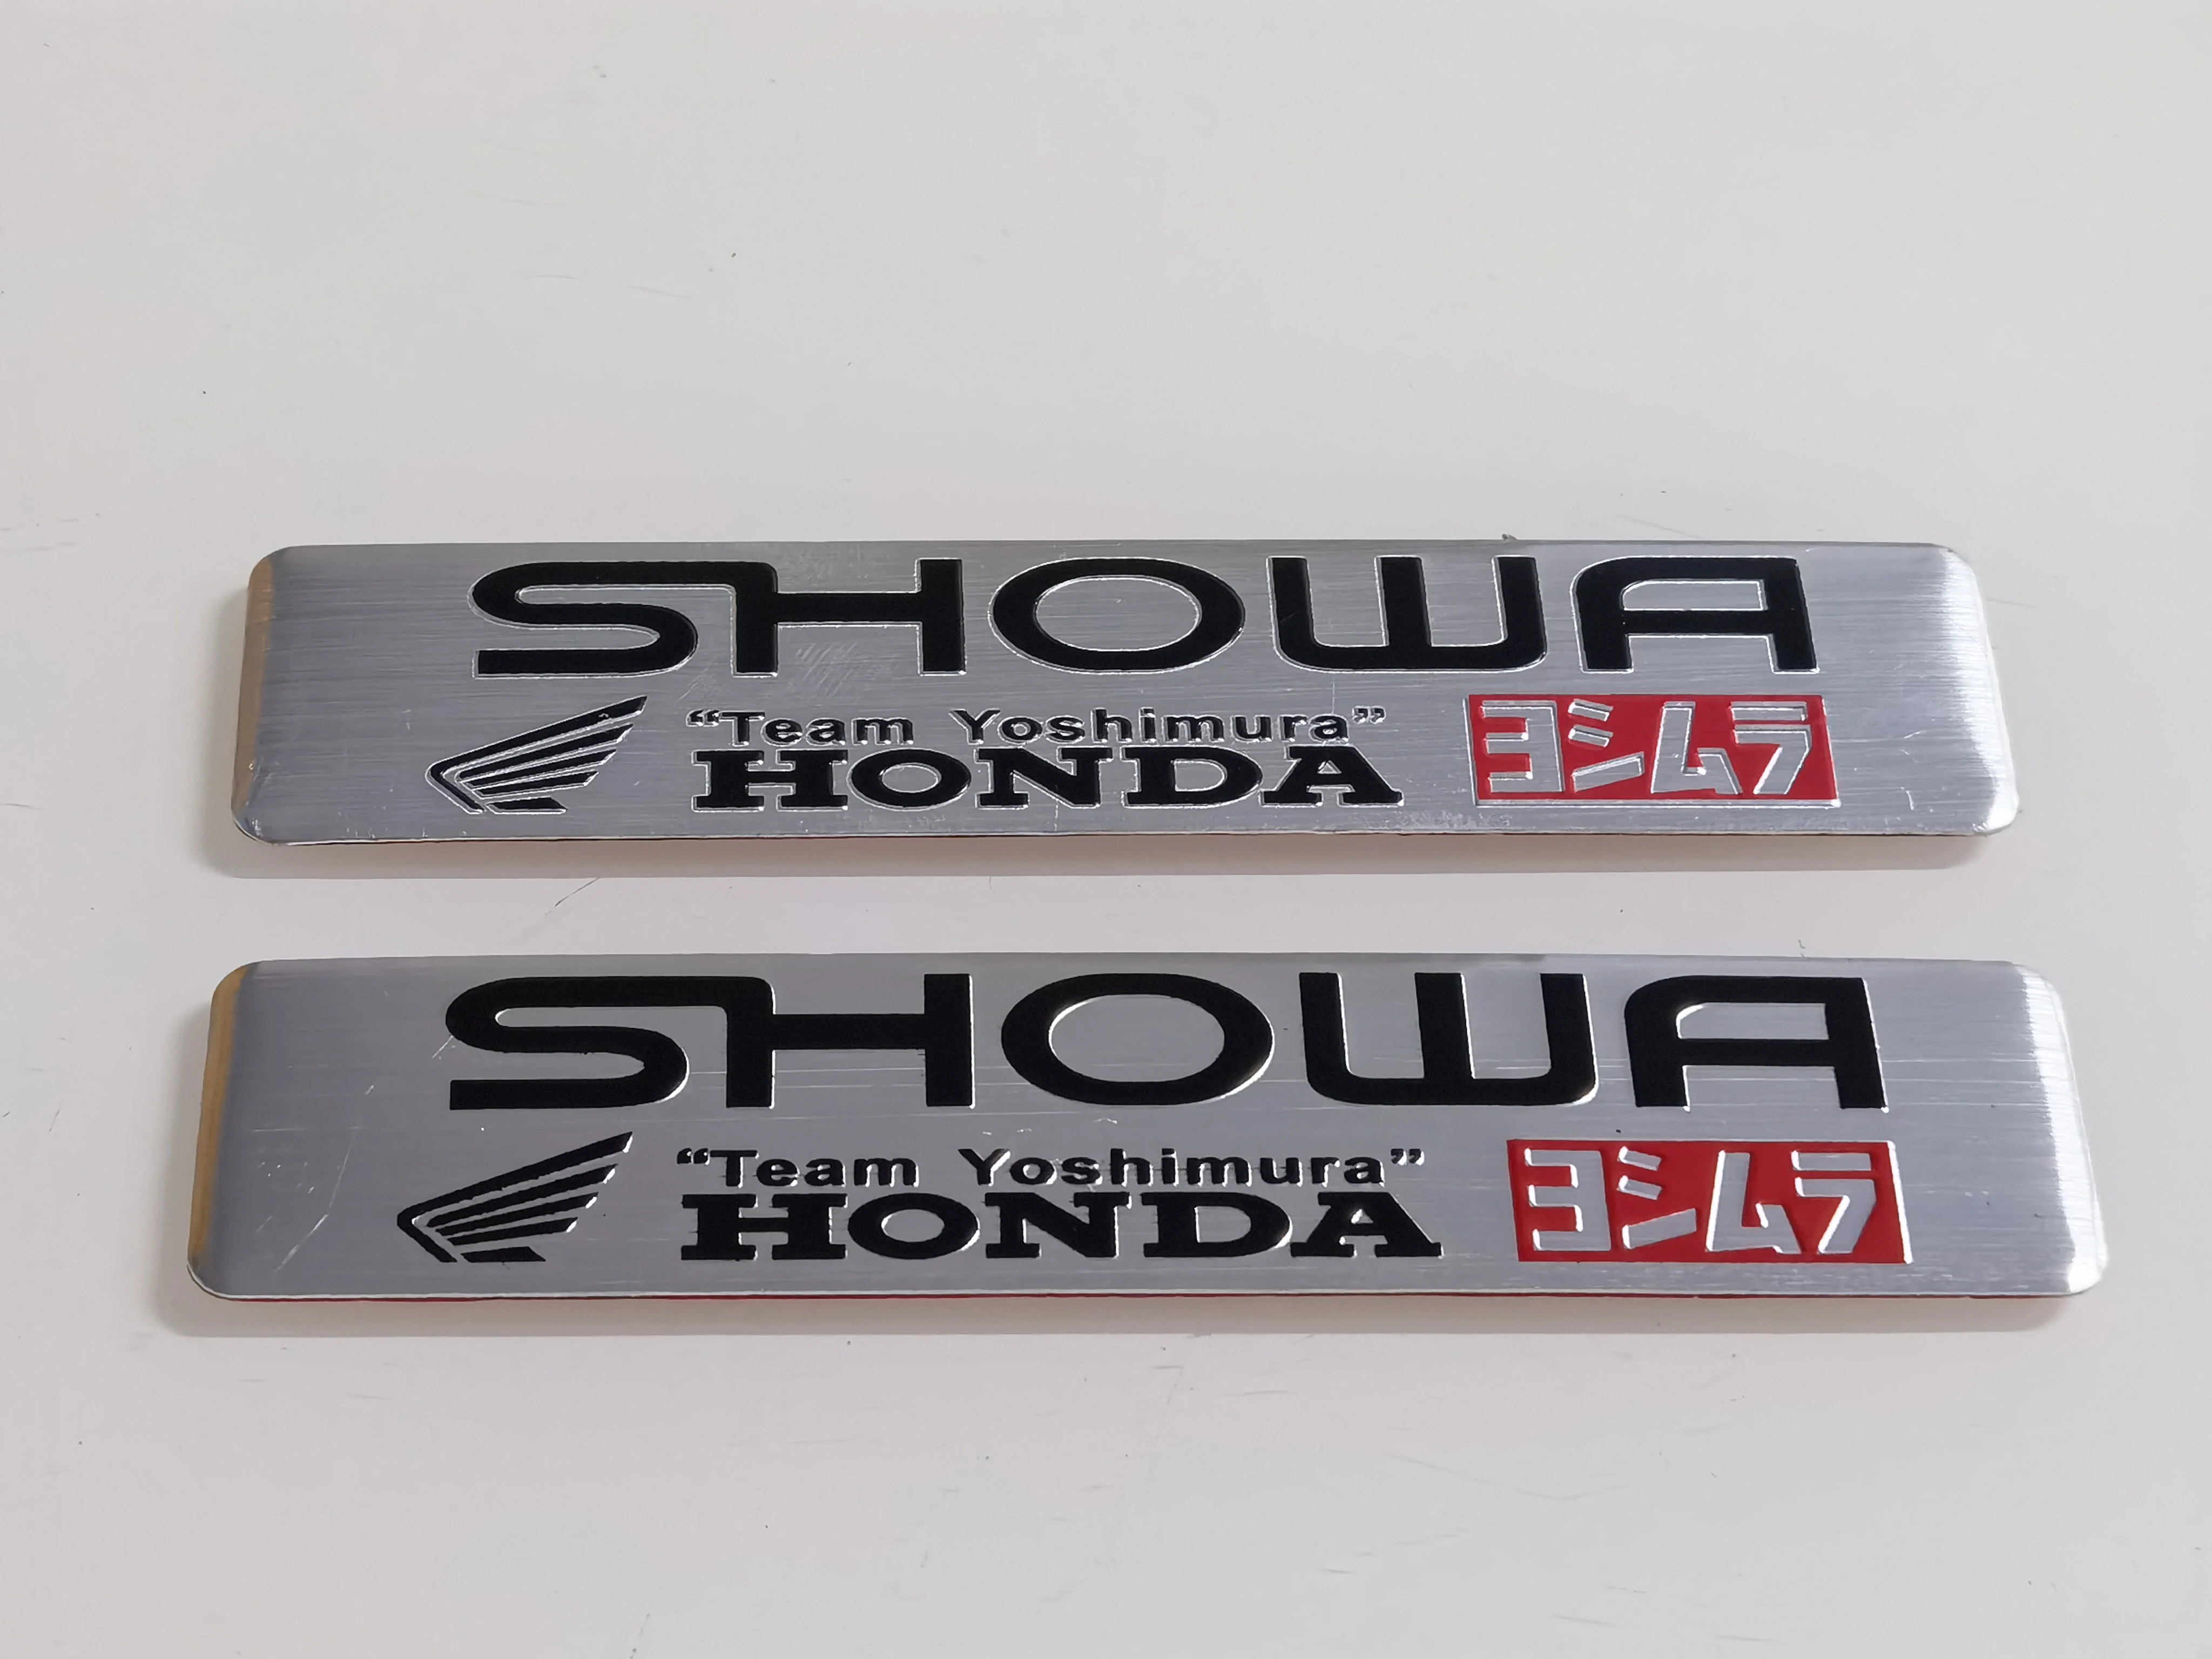 SHOWA
“Team Yoshimura”
HONDA ヨシムラ
SHOWA
“Team Yoshimura”
HONDA ヨシムラ